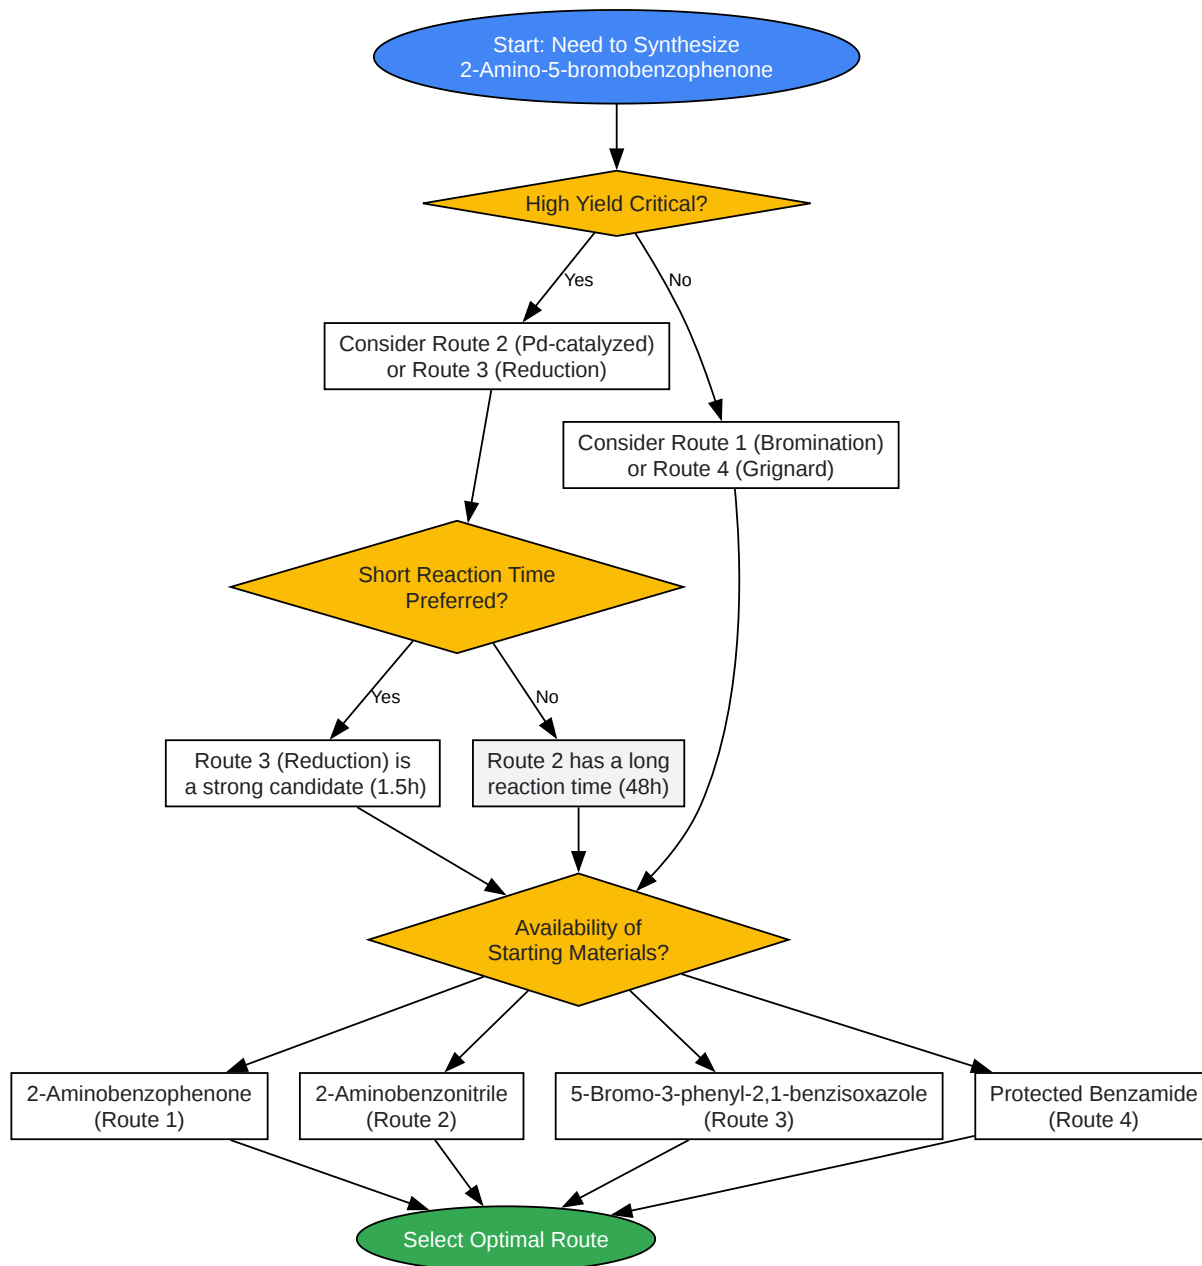 Start: Need to Synthesize
2-Amino-5-bromobenzophenone
High Yield Critical?
Yes
No
Consider Route 2 (Pd-catalyzed)
or Route 3 (Reduction)
Consider Route 1 (Bromination)
or Route 4 (Grignard)
Short Reaction Time
Preferred?
Yes
No
Route 3 (Reduction) is
a strong candidate (1.5h)
Route 2 has a long
reaction time (48h)
Availability of
Starting Materials?
2-Aminobenzophenone
(Route 1)
2-Aminobenzonitrile
(Route 2)
5-Bromo-3-phenyl-2,1-benzisoxazole
(Route 3)
Protected Benzamide
(Route 4)
Select Optimal Route